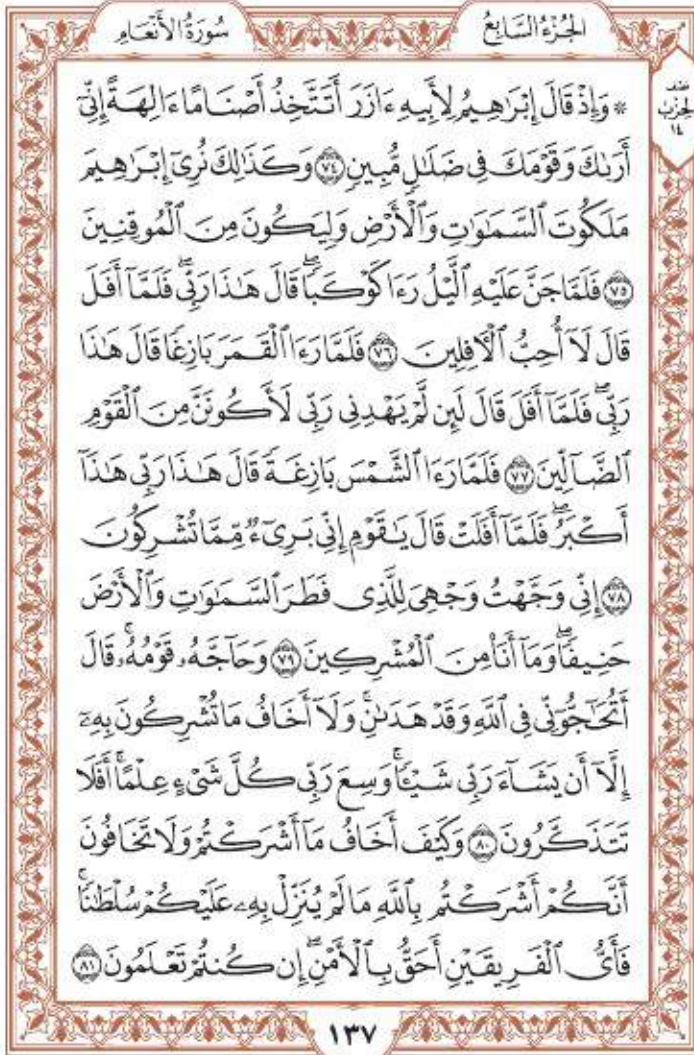 الجُزْءُ السَّابِعُ
سُورَةُ الأَنْعَامِ
نصف
الحزب
١٤
* وَإِذْ قَالَ إِبْرَٰهِيمُ لِأَبِيهِ ءَازَرَ أَتَتَّخِذُ أَصْنَامًا ءَالِهَةً إِنِّىٓ
أَرَىٰكَ وَقَوْمَكَ فِى ضَلَٰلٍ مُّبِينٍ ٧٤ وَكَذَٰلِكَ نُرِىٓ إِبْرَٰهِيمَ
مَلَكُوتَ ٱلسَّمَٰوَٰتِ وَٱلْأَرْضِ وَلِيَكُونَ مِنَ ٱلْمُوقِنِينَ
٧٥ فَلَمَّا جَنَّ عَلَيْهِ ٱلَّيْلُ رَءَا كَوْكَبًا ۖ قَالَ هَٰذَا رَبِّى ۖ فَلَمَّآ أَفَلَ
قَالَ لَآ أُحِبُّ ٱلْءَافِلِينَ ٧٦ فَلَمَّا رَءَا ٱلْقَمَرَ بَازِغًا قَالَ هَٰذَا
رَبِّى ۖ فَلَمَّآ أَفَلَ قَالَ لَئِن لَّمْ يَهْدِنِى رَبِّى لَأَكُونَنَّ مِنَ ٱلْقَوْمِ
ٱلضَّآلِّينَ ٧٧ فَلَمَّا رَءَا ٱلشَّمْسَ بَازِغَةً قَالَ هَٰذَا رَبِّى هَٰذَآ
أَكْبَرُ ۖ فَلَمَّآ أَفَلَتْ قَالَ يَٰقَوْمِ إِنِّى بَرِىٓءٌ مِّمَّا تُشْرِكُونَ
٧٨ إِنِّى وَجَّهْتُ وَجْهِىَ لِلَّذِى فَطَرَ ٱلسَّمَٰوَٰتِ وَٱلْأَرْضَ
حَنِيفًا ۖ وَمَآ أَنَا۠ مِنَ ٱلْمُشْرِكِينَ ٧٩ وَحَآجَّهُۥ قَوْمُهُۥ ۚ قَالَ
أَتُحَٰٓجُّوٓنِّى فِى ٱللَّهِ وَقَدْ هَدَىٰنِ ۚ وَلَآ أَخَافُ مَا تُشْرِكُونَ بِهِۦٓ
إِلَّآ أَن يَشَآءَ رَبِّى شَيْـًٔا ۗ وَسِعَ رَبِّى كُلَّ شَىْءٍ عِلْمًا ۗ أَفَلَا
تَتَذَكَّرُونَ ٨٠ وَكَيْفَ أَخَافُ مَآ أَشْرَكْتُمْ وَلَا تَخَافُونَ
أَنَّكُمْ أَشْرَكْتُم بِٱللَّهِ مَا لَمْ يُنَزِّلْ بِهِۦ عَلَيْكُمْ سُلْطَٰنًا ۚ
فَأَىُّ ٱلْفَرِيقَيْنِ أَحَقُّ بِٱلْأَمْنِ ۖ إِن كُنتُمْ تَعْلَمُونَ ٨١
١٣٧